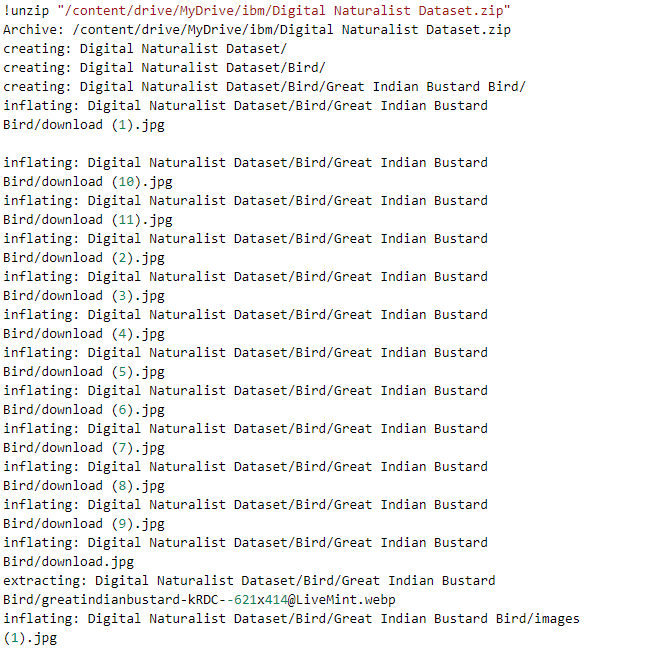 !unzip "/content/drive/MyDrive/ibm/Digital Naturalist Dataset.zip"
Archive: /content/drive/MyDrive/ibm/Digital Naturalist Dataset.zip
creating: Digital Naturalist Dataset/
creating: Digital Naturalist Dataset/Bird/
creating: Digital Naturalist Dataset/Bird/Great Indian Bustard Bird/
inflating: Digital Naturalist Dataset/Bird/Great Indian Bustard
Bird/download (1).jpg
inflating: Digital Naturalist Dataset/Bird/Great Indian Bustard
Bird/download (10).jpg
inflating: Digital Naturalist Dataset/Bird/Great Indian Bustard
Bird/download (11).jpg
inflating: Digital Naturalist Dataset/Bird/Great Indian Bustard
Bird/download (2).jpg
inflating: Digital Naturalist Dataset/Bird/Great Indian Bustard
Bird/download (3).jpg
inflating: Digital Naturalist Dataset/Bird/Great Indian Bustard
Bird/download (4).jpg
inflating: Digital Naturalist Dataset/Bird/Great Indian Bustard
Bird/download (5).jpg
inflating: Digital Naturalist Dataset/Bird/Great Indian Bustard
Bird/download (6).jpg
inflating: Digital Naturalist Dataset/Bird/Great Indian Bustard
Bird/download (7).jpg
inflating: Digital Naturalist Dataset/Bird/Great Indian Bustard
Bird/download (8).jpg
inflating: Digital Naturalist Dataset/Bird/Great Indian Bustard
Bird/download (9).jpg
inflating: Digital Naturalist Dataset/Bird/Great Indian Bustard
Bird/download.jpg
extracting: Digital Naturalist Dataset/Bird/Great Indian Bustard
Bird/greatindianbustard-kRDC--621x414@LiveMint.webp
inflating: Digital Naturalist Dataset/Bird/Great Indian Bustard Bird/images
(1).jpg